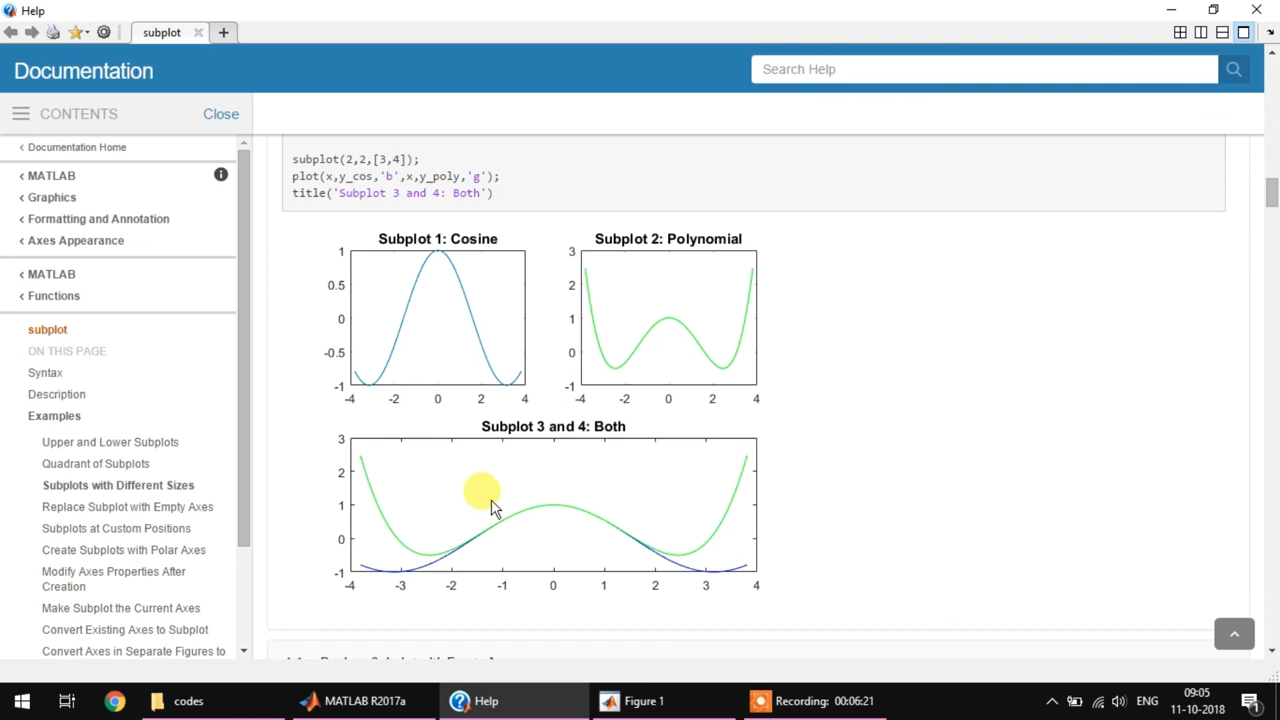 Help
subplot
Documentation
Search Help
CONTENTS
Close
Documentation Home
MATLAB
Graphics
Formatting and Annotation
Axes Appearance
MATLAB
Functions
subplot
ON THIS PAGE
Syntax
Description
Examples
Upper and Lower Subplots
Quadrant of Subplots
Subplots with Different Sizes
Replace Subplot with Empty Axes
Subplots at Custom Positions
Create Subplots with Polar Axes
Modify Axes Properties After
Creation
Make Subplot the Current Axes
Convert Existing Axes to Subplot
Convert Axes in Separate Figures to
subplot(2,2,[3,4]);
plot(x,y_cos,'b',x,y_poly,'g');
title('Subplot 3 and 4: Both')
Subplot 1: Cosine
1
0.5
0
-0.5
-1
-4 -2 0 2 4
Subplot 2: Polynomial
3
2
1
0
-1
-4 -2 0 2 4
Subplot 3 and 4: Both
3
2
1
0
-1
-4 -3 -2 -1 0 1 2 3 4
codes
MATLAB R2017a
Help
Figure 1
Recording: 00:06:21
ENG
09:05
11-10-2018
1